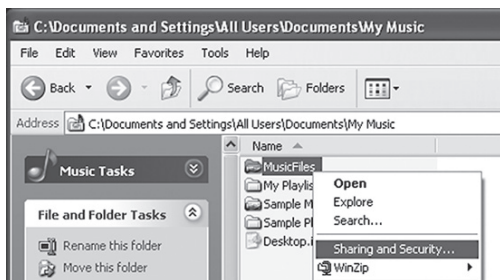 C:\Documents and Settings\All Users\Documents\My Music
File Edit View Favorites Tools Help
Back Search Folders
Address C:\Documents and Settings\All Users\Documents\My Music
Name
Music Tasks
MusicFiles
My Playlis
Sample M
Sample Pl
Desktop.i
Open
Explore
Search...
Sharing and Security...
WinZip
File and Folder Tasks
Rename this folder
Move this folder